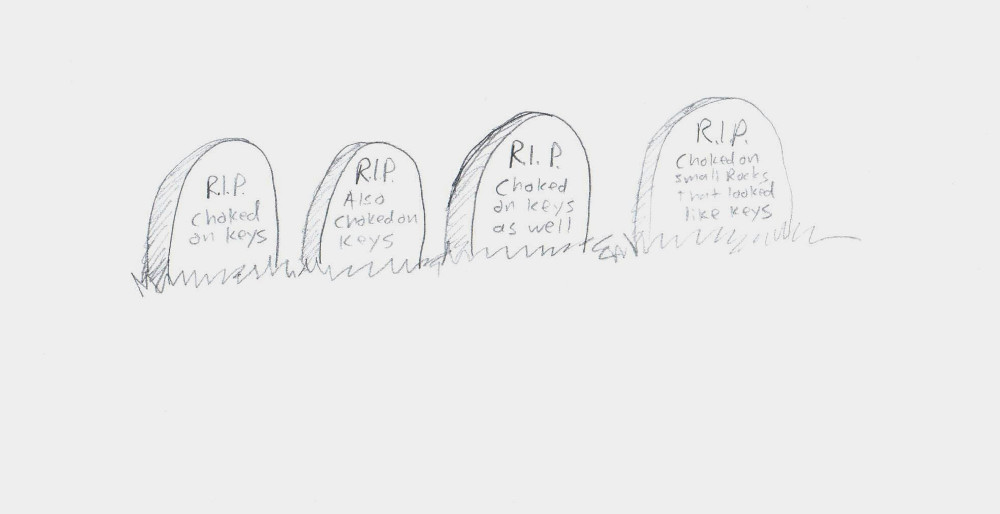 R.I.P.
Choked
on keys
R.I.P.
Also
choked on
keys
R.I.P.
Choked
on keys
as well
R.I.P.
Choked on
small Rocks
that looked
like keys